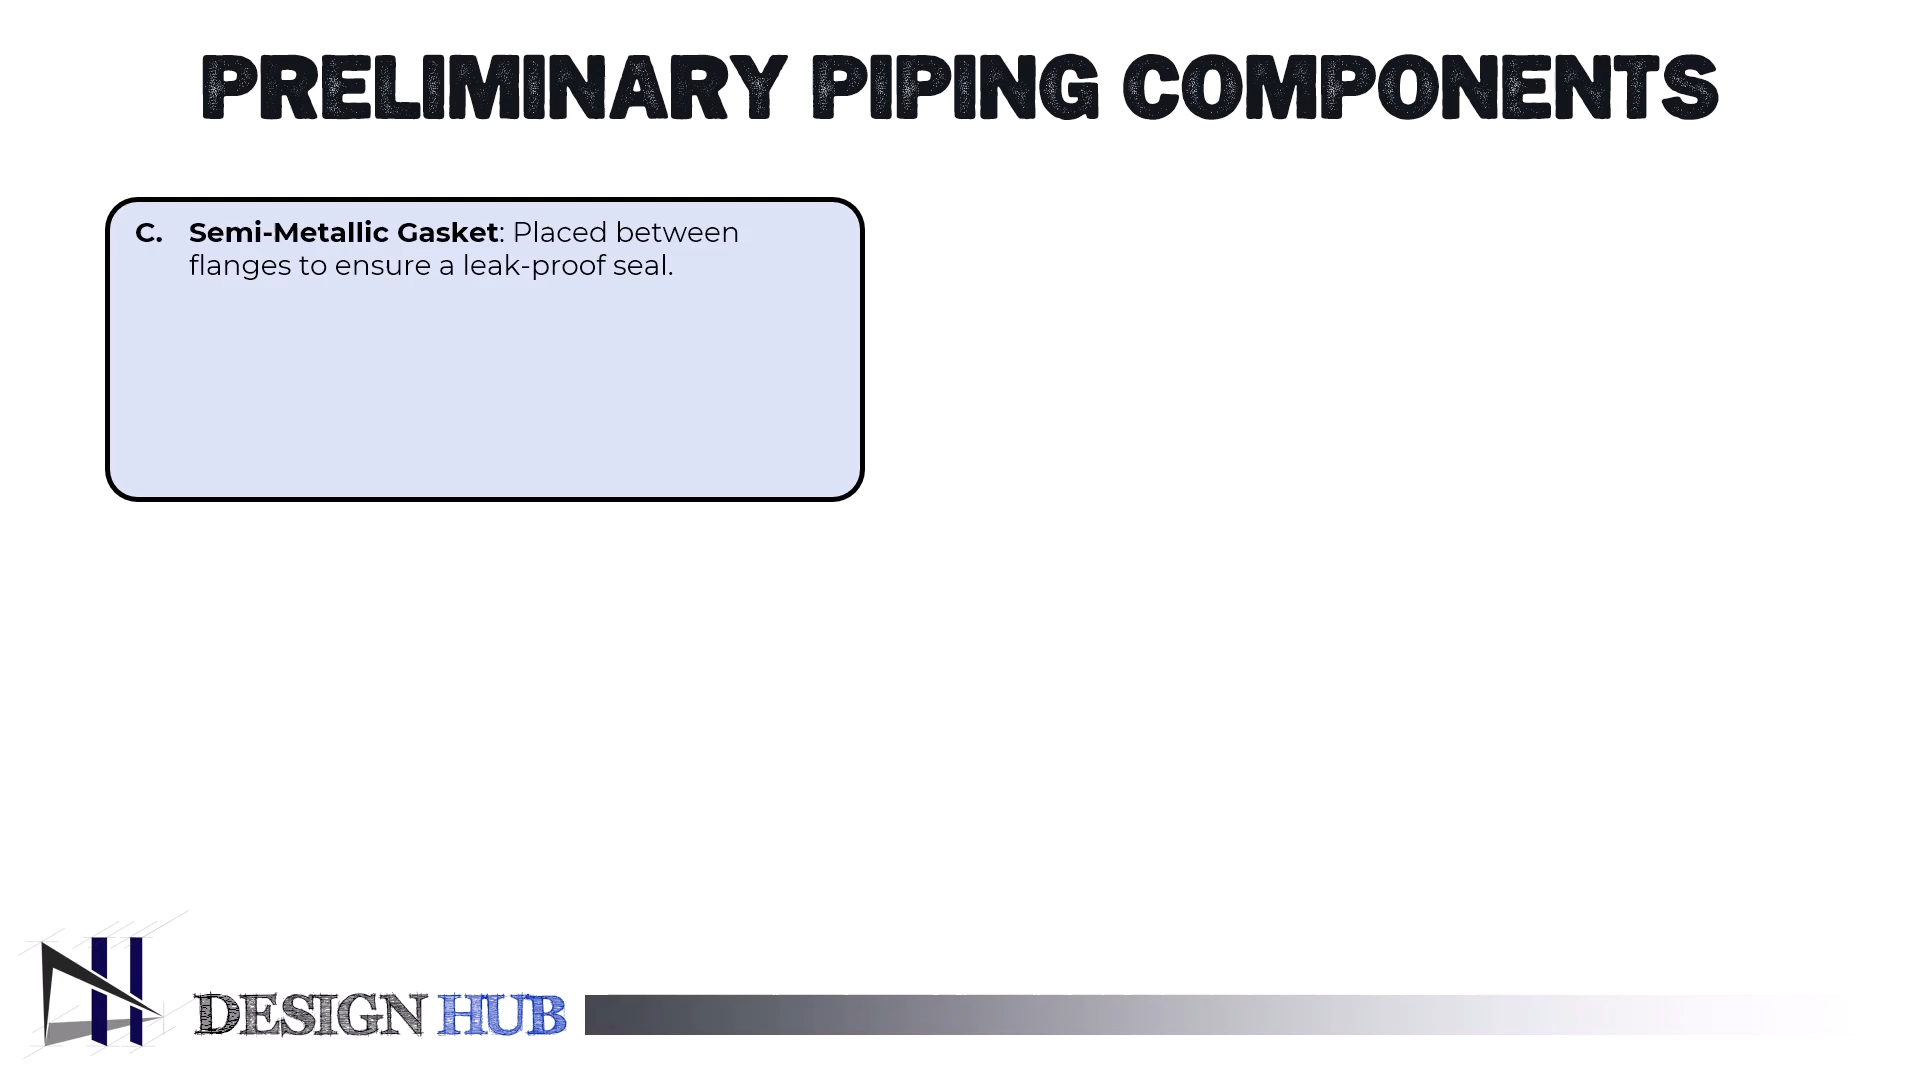 PRELIMINARY PIPING COMPONENTS
C. Semi-Metallic Gasket: Placed between
flanges to ensure a leak-proof seal.
DESIGN HUB